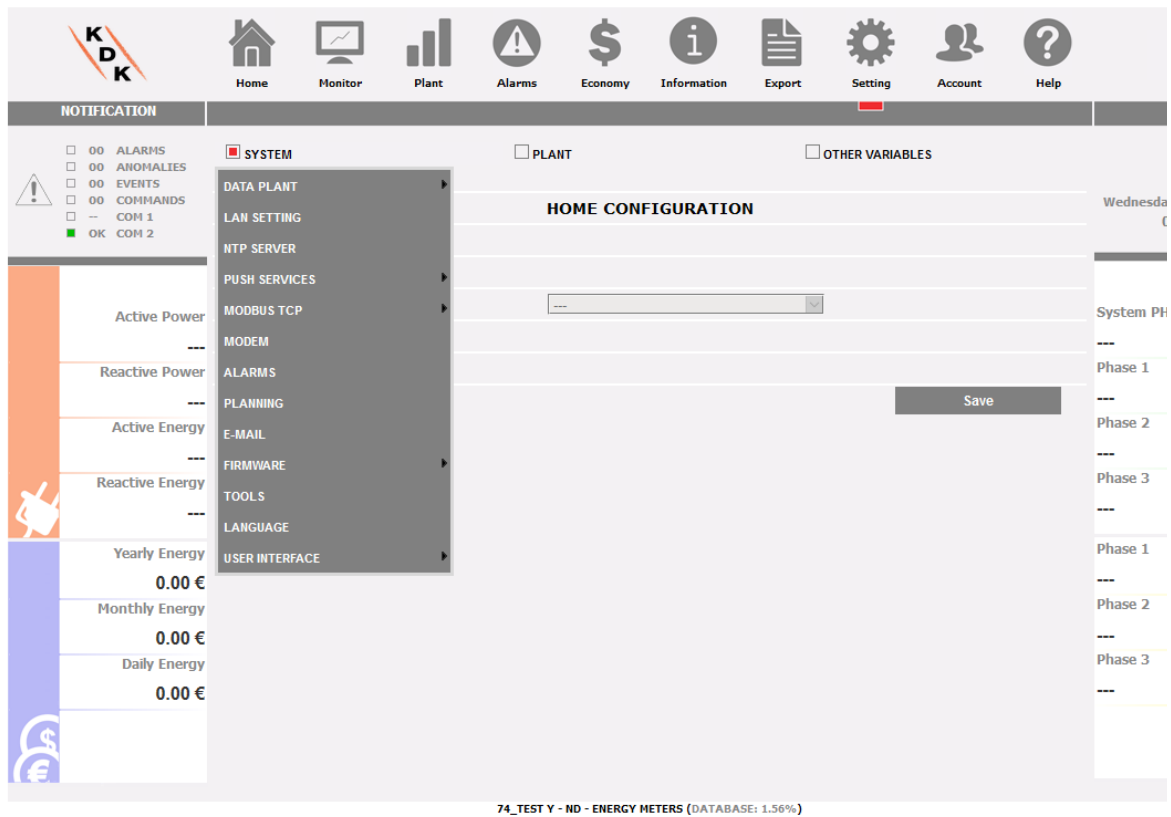 K
D
K
Home
Monitor
Plant
Alarms
Economy
Information
Export
Setting
Account
Help
NOTIFICATION
00 ALARMS
00 ANOMALIES
00 EVENTS
00 COMMANDS
-- COM 1
OK COM 2
SYSTEM
PLANT
OTHER VARIABLES
DATA PLANT
LAN SETTING
NTP SERVER
PUSH SERVICES
MODBUS TCP
MODEM
ALARMS
PLANNING
E-MAIL
FIRMWARE
TOOLS
LANGUAGE
USER INTERFACE
HOME CONFIGURATION
---
Save
Active Power
---
Reactive Power
---
Active Energy
---
Reactive Energy
---
Yearly Energy
0.00 €
Monthly Energy
0.00 €
Daily Energy
0.00 €
Wednesda
System PH
---
Phase 1
---
Phase 2
---
Phase 3
---
Phase 1
---
Phase 2
---
Phase 3
---
74_TEST Y - ND - ENERGY METERS (DATABASE: 1.56%)